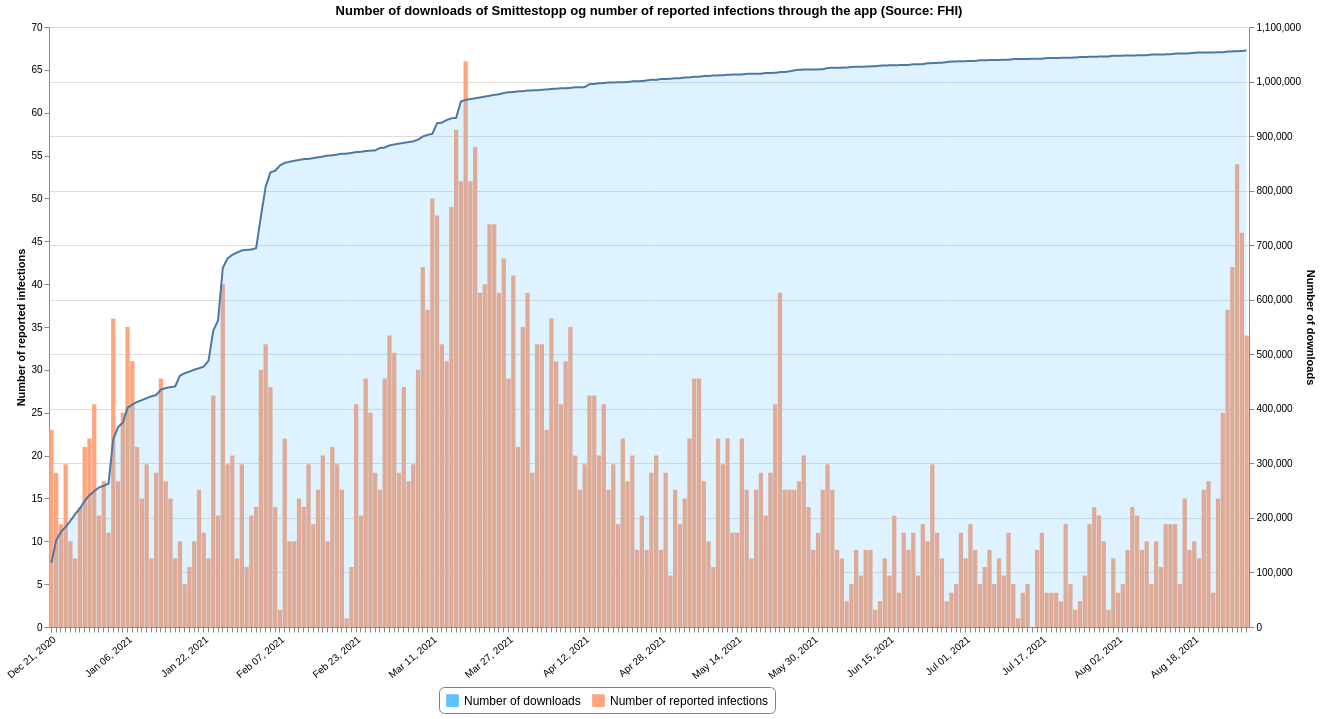 Number of downloads of Smittestopp og number of reported infections through the app (Source: FHI)
70
65
60
55
50
45
40
35
30
25
20
15
10
5
0
Number of reported infections
1,100,000
1,000,000
900,000
800,000
700,000
600,000
500,000
400,000
300,000
200,000
100,000
0
Number of downloads
Dec 21, 2020
Jan 06, 2021
Jan 22, 2021
Feb 07, 2021
Feb 23, 2021
Mar 11, 2021
Mar 27, 2021
Apr 12, 2021
Apr 28, 2021
May 14, 2021
May 30, 2021
Jun 15, 2021
Jul 01, 2021
Jul 17, 2021
Aug 02, 2021
Aug 18, 2021
Number of downloads
Number of reported infections